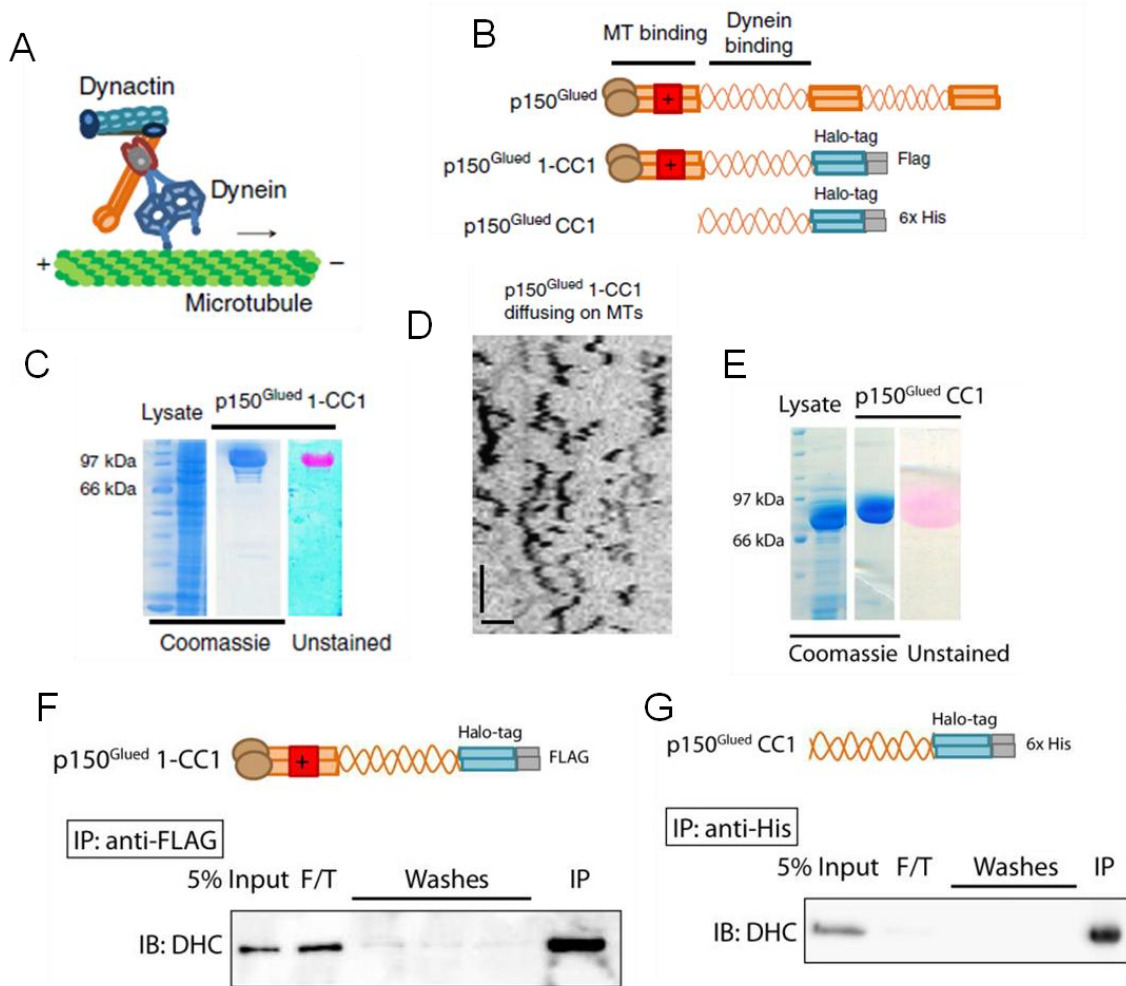 A
Dynactin
Dynein
+
−
Microtubule
B
MT binding
Dynein
binding
p150Glued
+
p150Glued 1-CC1
+
Halo-tag
Flag
p150Glued CC1
Halo-tag
6x His
C
Lysate
p150Glued 1-CC1
97 kDa
66 kDa
Coomassie
Unstained
D
p150Glued 1-CC1
diffusing on MTs
E
Lysate
p150Glued CC1
97 kDa
66 kDa
Coomassie
Unstained
F
p150Glued 1-CC1
+
Halo-tag
FLAG
IP: anti-FLAG
5% Input F/T Washes IP
IB: DHC
G
p150Glued CC1
Halo-tag
6x His
IP: anti-His
5% Input F/T Washes IP
IB: DHC